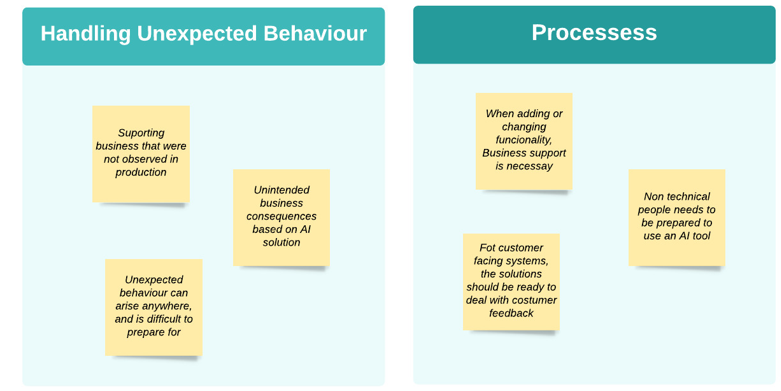 Handling Unexpected Behaviour
Suporting
business that were
not observed in
production
Unintended
business
consequences
based on AI
solution
Unexpected
behaviour can
arise anywhere,
and is difficult to
prepare for
Processess
When adding or
changing
funcionality,
Business support
is necessay
Non technical
people needs to
be prepared to
use an AI tool
Fot customer
facing systems,
the solutions
should be ready to
deal with costumer
feedback